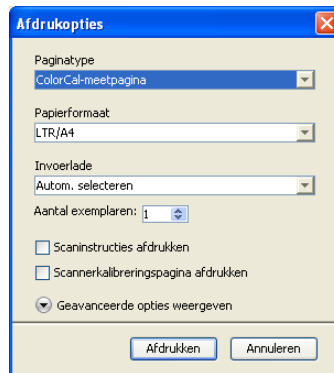 Afdrukopties
Paginatype
ColorCal-meetpagina
Papierformaat
LTR/A4
Invoerlade
Autom. selecteren
Aantal exemplaren: 1
Scaninstructies afdrukken
Scannerkalibreringspagina afdrukken
Geavanceerde opties weergeven
Afdrukken Annuleren